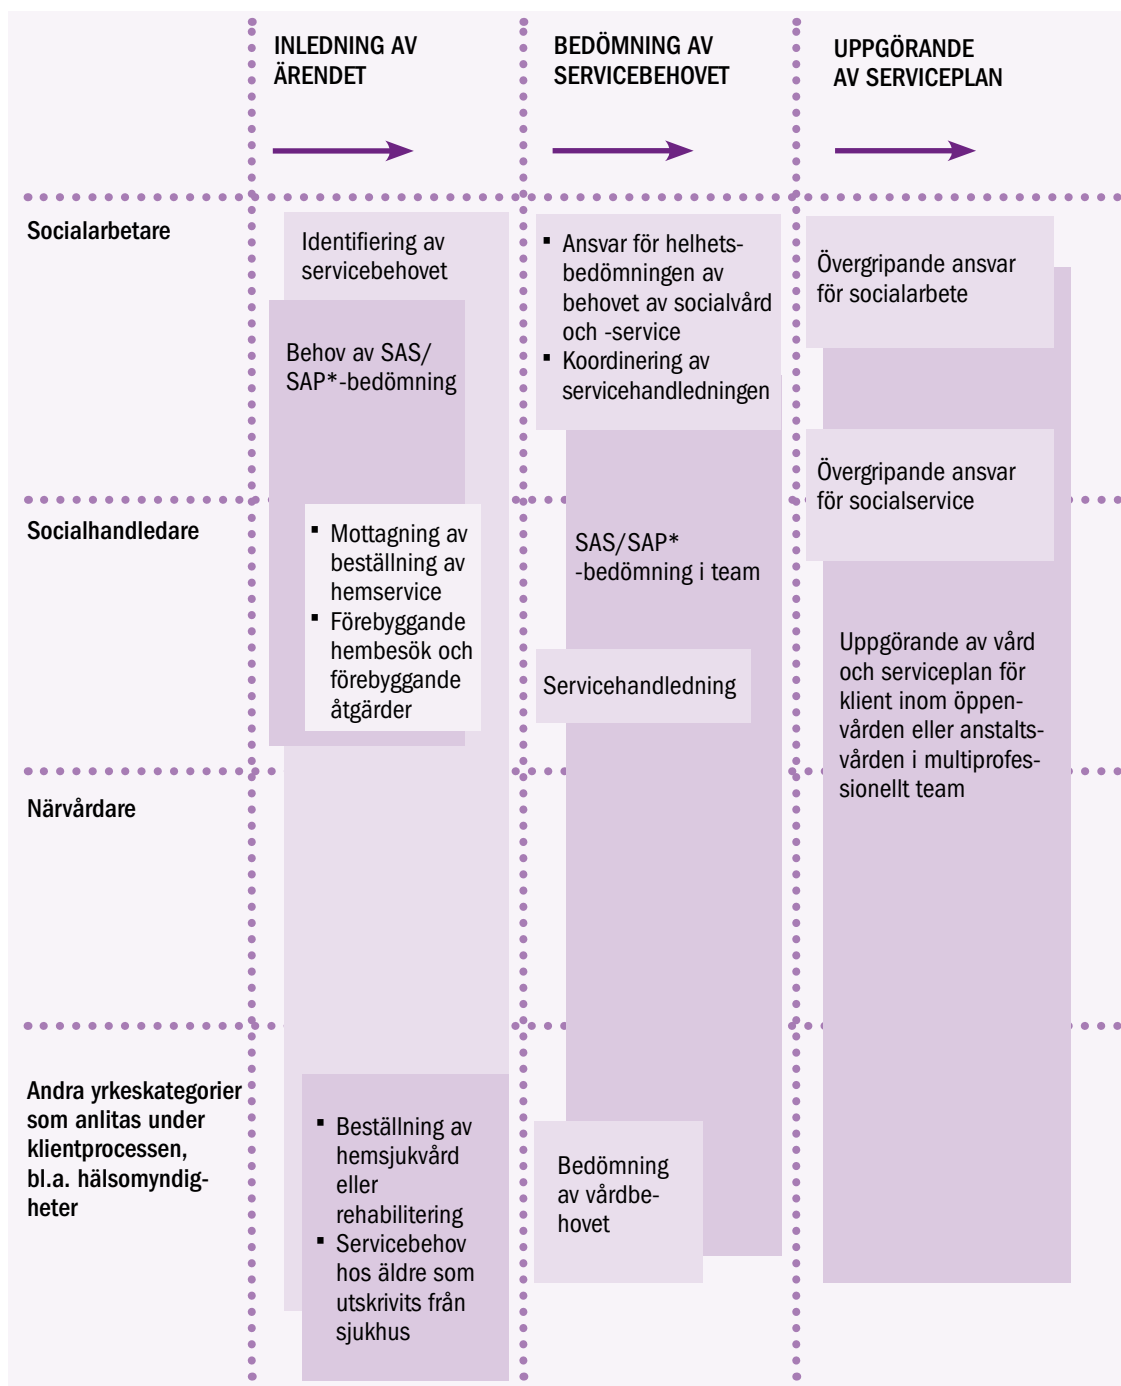 INLEDNING AV
ÄRENDET
BEDÖMNING AV
SERVICEBEHOVET
UPPGÖRANDE
AV SERVICEPLAN
Socialarbetare
Identifiering av
servicebehovet
Behov av SAS/
SAP*-bedömning
▪ Ansvar för helhets-
bedömningen av
behovet av socialvård
och -service
▪ Koordinering av
servicehandledningen
Övergripande ansvar
för socialarbete
Övergripande ansvar
för socialservice
Socialhandledare
▪ Mottagning av
beställning av
hemservice
▪ Förebyggande
hembesök och
förebyggande
åtgärder
SAS/SAP*
-bedömning i team
Servicehandledning
Uppgörande av vård
och serviceplan för
klient inom öppen-
vården eller anstalts-
vården i multiprofes-
sionellt team
Närvårdare
Andra yrkeskategorier
som anlitas under
klientprocessen,
bl.a. hälsomyndig-
heter
▪ Beställning av
hemsjukvård
eller
rehabilitering
▪ Servicebehov
hos äldre som
utskrivits från
sjukhus
Bedömning
av vårdbe-
hovet